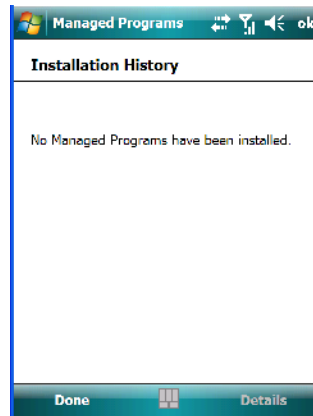 Managed Programs ok
Installation History
No Managed Programs have been installed.
Done Details